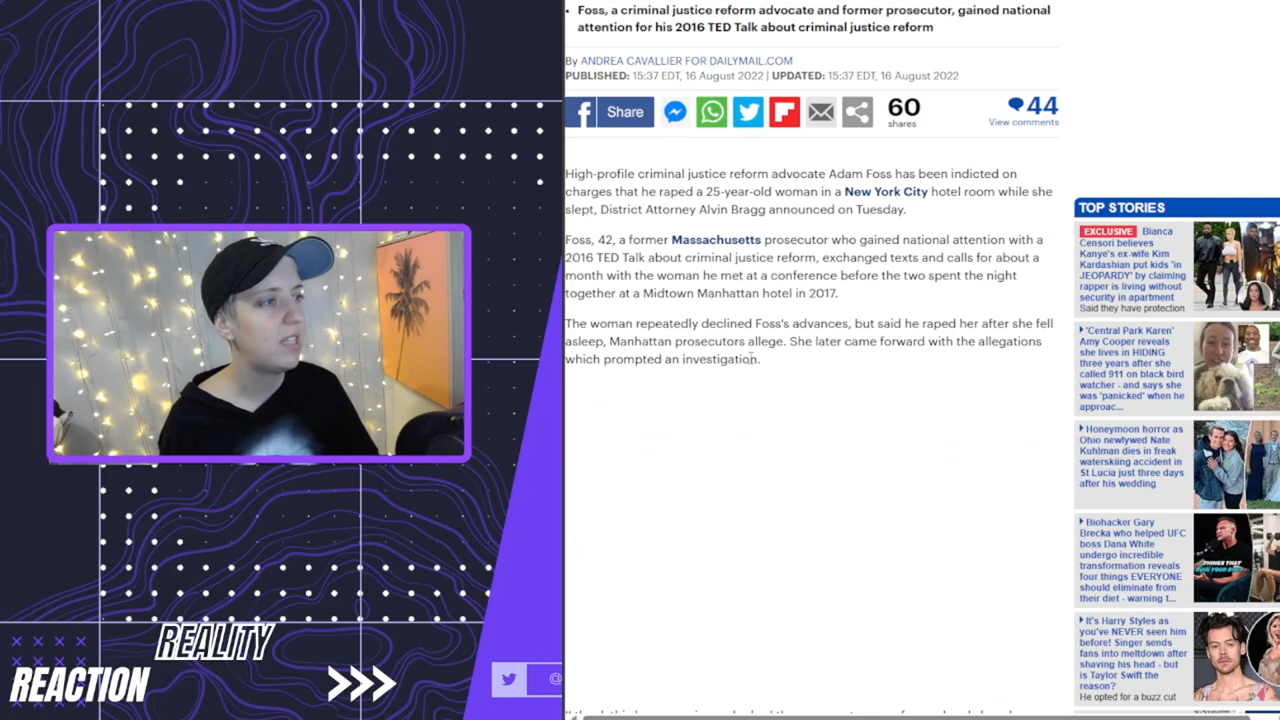 Foss, a criminal justice reform advocate and former prosecutor, gained national
attention for his 2016 TED Talk about criminal justice reform
By ANDREA CAVALLIER FOR DAILYMAIL.COM
PUBLISHED: 15:37 EDT, 16 August 2022 | UPDATED: 15:37 EDT, 16 August 2022
Share
60
shares
44
View comments
High-profile criminal justice reform advocate Adam Foss has been indicted on
charges that he raped a 25-year-old woman in a New York City hotel room while she
slept, District Attorney Alvin Bragg announced on Tuesday.
Foss, 42, a former Massachusetts prosecutor who gained national attention with a
2016 TED Talk about criminal justice reform, exchanged texts and calls for about a
month with the woman he met at a conference before the two spent the night
together at a Midtown Manhattan hotel in 2017.
The woman repeatedly declined Foss's advances, but said he raped her after she fell
asleep, Manhattan prosecutors allege. She later came forward with the allegations
which prompted an investigation.
TOP STORIES
EXCLUSIVE Bianca
Censori believes
Kanye's ex-wife Kim
Kardashian put kids 'in
JEOPARDY' by claiming
rapper is living without
security in apartment
Said they have protection
'Central Park Karen'
Amy Cooper reveals
she lives in HIDING
three years after she
called 911 on black bird
watcher - and says she
was 'panicked' when he
approac...
Honeymoon horror as
Ohio newlywed Nate
Kuhlman dies in freak
waterskiing accident in
St Lucia just three days
after his wedding
Biohacker Gary
Brecka who helped UFC
boss Dana White
undergo incredible
transformation reveals
four things EVERYONE
should eliminate from
their diet - warning t...
It's Harry Styles as
you've NEVER seen him
before! Singer sends
fans into meltdown after
shaving his head - but
is Taylor Swift the
reason?
He opted for a buzz cut
REALITY
REACTION
@